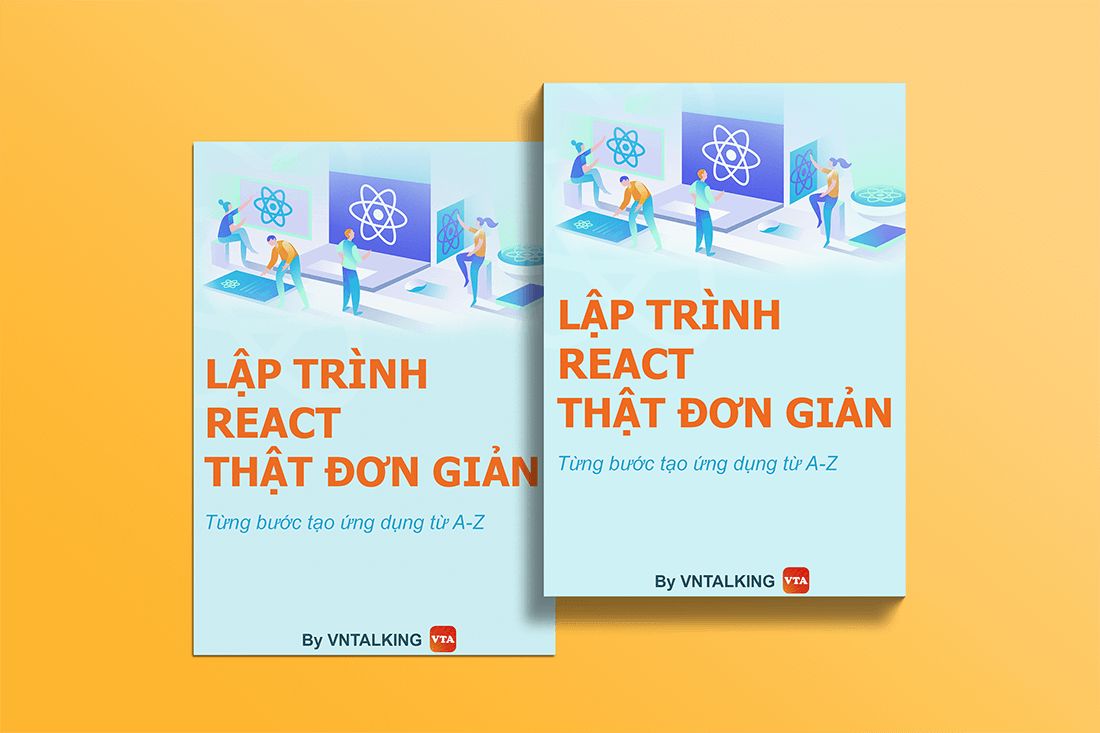 LẬP TRÌNH
REACT
THẬT ĐƠN GIẢN
Từng bước tạo ứng dụng từ A-Z
By VNTALKING VTA
LẬP TRÌNH
REACT
THẬT ĐƠN GIẢN
Từng bước tạo ứng dụng từ A-Z
By VNTALKING VTA